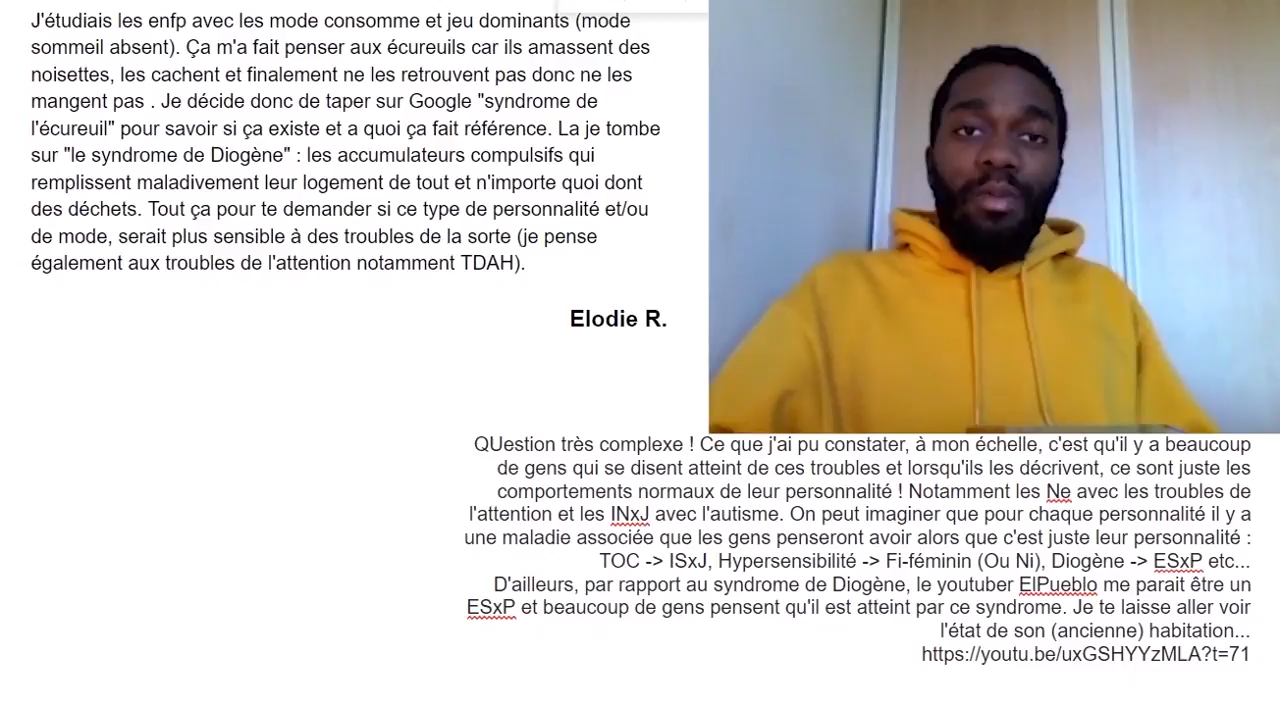 J'étudiais les enfp avec les mode consomme et jeu dominants (mode
sommeil absent). Ça m'a fait penser aux écureuils car ils amassent des
noisettes, les cachent et finalement ne les retrouvent pas donc ne les
mangent pas . Je décide donc de taper sur Google "syndrome de
l'écureuil" pour savoir si ça existe et a quoi ça fait référence. La je tombe
sur "le syndrome de Diogène" : les accumulateurs compulsifs qui
remplissent maladivement leur logement de tout et n'importe quoi dont
des déchets. Tout ça pour te demander si ce type de personnalité et/ou
de mode, serait plus sensible à des troubles de la sorte (je pense
également aux troubles de l'attention notamment TDAH).
Elodie R.
QUestion très complexe ! Ce que j'ai pu constater, à mon échelle, c'est qu'il y a beaucoup
de gens qui se disent atteint de ces troubles et lorsqu'ils les décrivent, ce sont juste les
comportements normaux de leur personnalité ! Notamment les Ne avec les troubles de
l'attention et les INxJ avec l'autisme. On peut imaginer que pour chaque personnalité il y a
une maladie associée que les gens penseront avoir alors que c'est juste leur personnalité :
TOC -> ISxJ, Hypersensibilité -> Fi-féminin (Ou Ni), Diogène -> ESxP etc...
D'ailleurs, par rapport au syndrome de Diogène, le youtuber ElPueblo me parait être un
ESxP et beaucoup de gens pensent qu'il est atteint par ce syndrome. Je te laisse aller voir
l'état de son (ancienne) habitation...
https://youtu.be/uxGSHYYzMLA?t=71